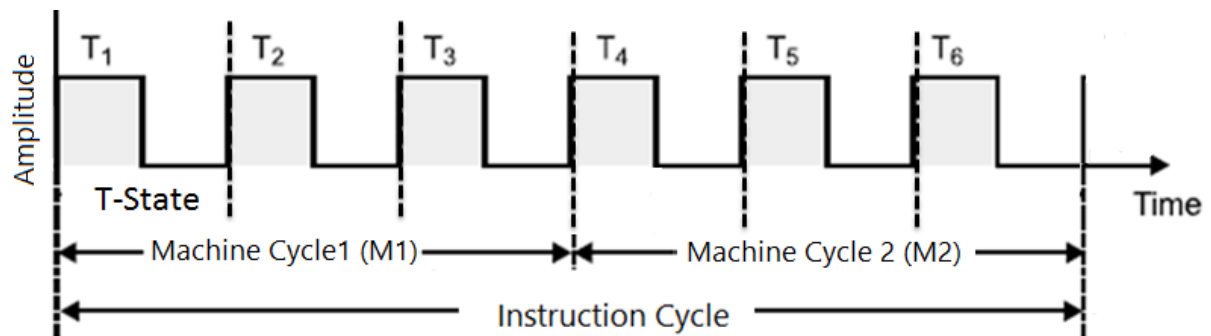 Amplitude
T₁ T₂ T₃ T₄ T₅ T₆
T-State
Time
Machine Cycle1 (M1) Machine Cycle 2 (M2)
Instruction Cycle